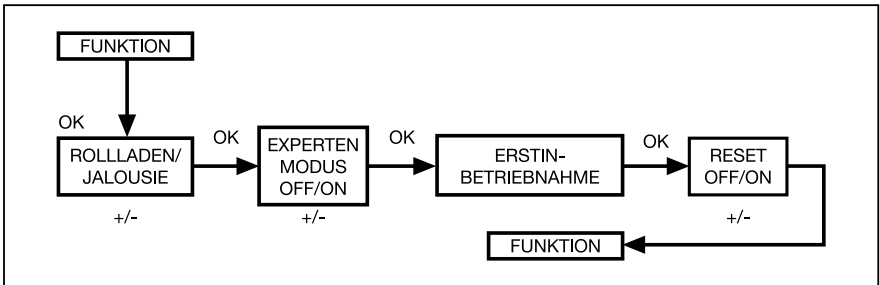 FUNKTION
OK
ROLLLADEN/
JALOUSIE
+/-
OK
EXPERTEN
MODUS
OFF/ON
+/-
OK
ERSTIN-
BETRIEBNAHME
OK
RESET
OFF/ON
+/-
FUNKTION